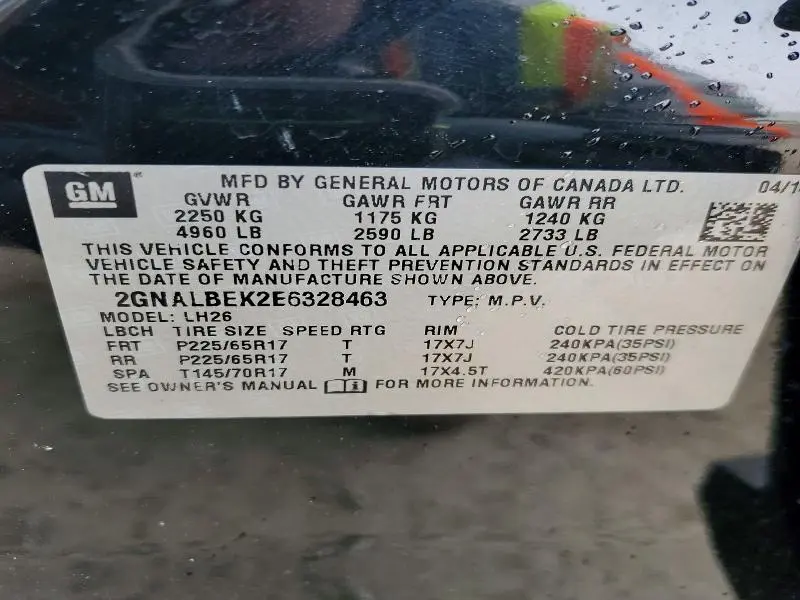 GM
MFD BY GENERAL MOTORS OF CANADA LTD. 04/1
GVWR GAWR FRT GAWR RR
2250 KG 1175 KG 1240 KG
4960 LB 2590 LB 2733 LB
THIS VEHICLE CONFORMS TO ALL APPLICABLE U.S. FEDERAL MOTOR
VEHICLE SAFETY AND THEFT PREVENTION STANDARDS IN EFFECT ON
THE DATE OF MANUFACTURE SHOWN ABOVE.
2GNALBEK2E6328463 TYPE: M.P.V.
MODEL: LH26
LBCH TIRE SIZE SPEED RTG RIM COLD TIRE PRESSURE
FRT P225/65R17 T 17X7J 240KPA(35PSI)
RR P225/65R17 T 17X7J 240KPA(35PSI)
SPA T145/70R17 M 17X4.5T 420KPA(60PSI)
SEE OWNER'S MANUAL FOR MORE INFORMATION.